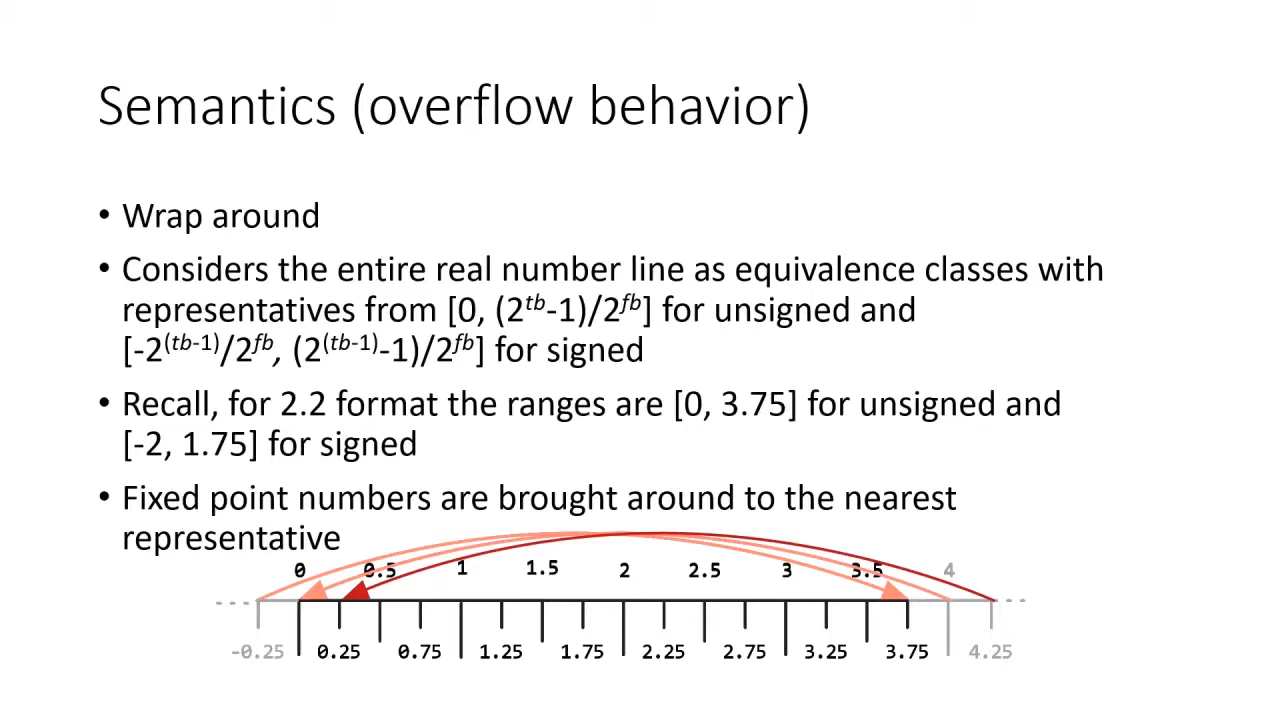 Semantics (overflow behavior)
• Wrap around
• Considers the entire real number line as equivalence classes with
representatives from [0, (2^tb-1)/2^fb] for unsigned and
[-2^(tb-1)/2^fb, (2^(tb-1)-1)/2^fb] for signed
• Recall, for 2.2 format the ranges are [0, 3.75] for unsigned and
[-2, 1.75] for signed
• Fixed point numbers are brought around to the nearest
representative
0 0.5 1 1.5 2 2.5 3 3.5 4
-0.25 0.25 0.75 1.25 1.75 2.25 2.75 3.25 3.75 4.25